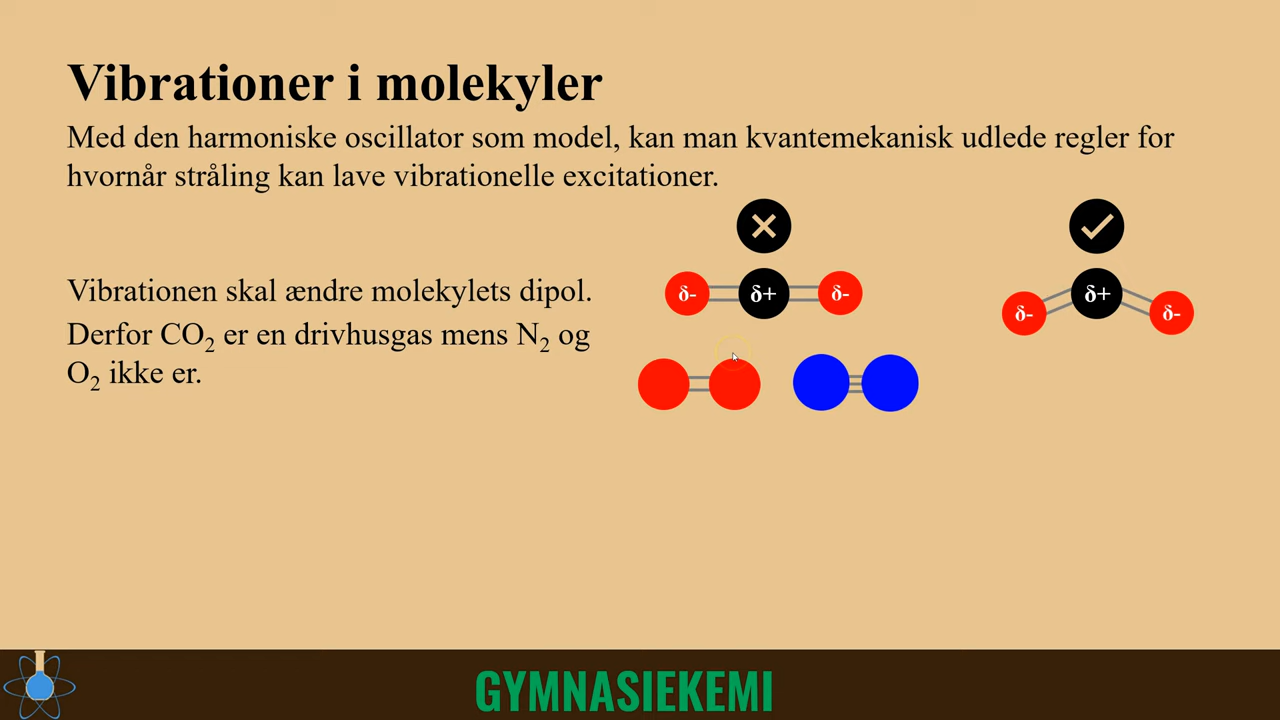 Vibrationer i molekyler
Med den harmoniske oscillator som model, kan man kvantemekanisk udlede regler for
hvornår stråling kan lave vibrationelle excitationer.
Vibrationen skal ændre molekylets dipol.
Derfor CO₂ er en drivhusgas mens N₂ og
O₂ ikke er.
δ- δ+ δ-
δ- δ+ δ-
GYMNASIEKEMI